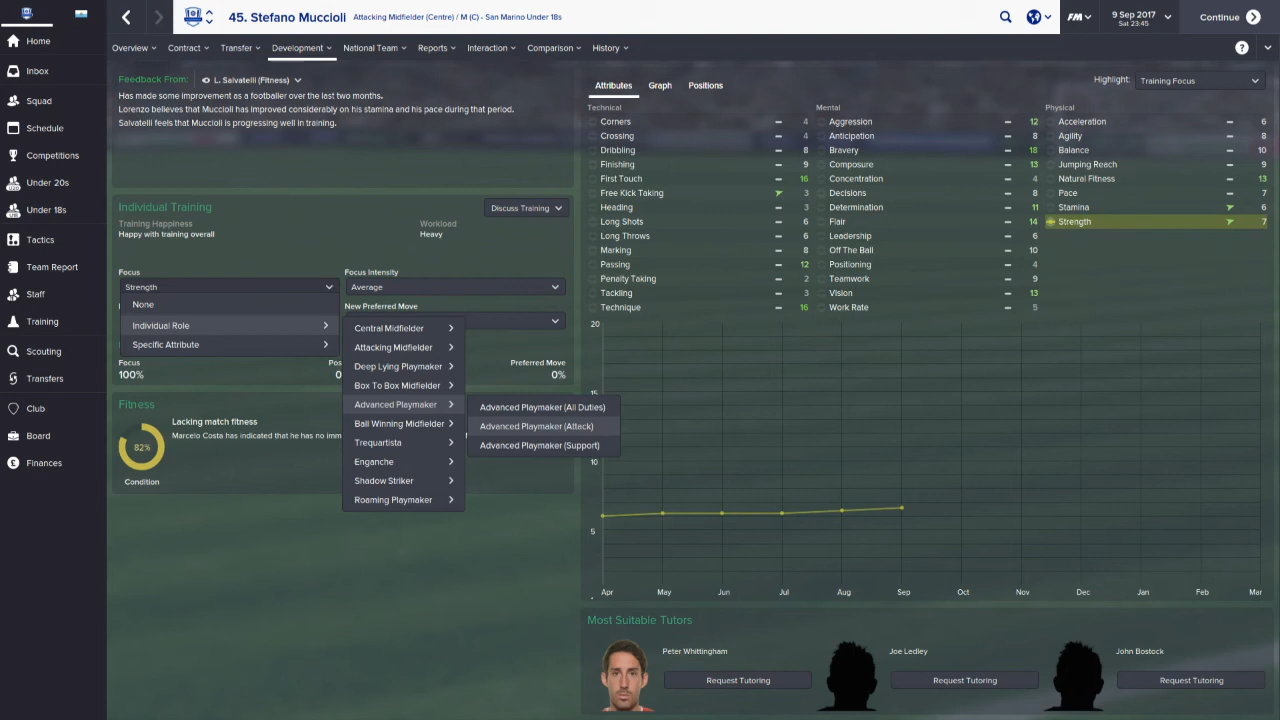 45. Stefano Muccioli
Attacking Midfielder (Centre) / M (C) - San Marino Under 18s
FM
9 Sep 2017
Sat 23:45
Continue
Home
Inbox
Squad
Schedule
Competitions
Under 20s
Under 18s
Tactics
Team Report
Staff
Training
Scouting
Transfers
Club
Board
Finances
Overview
Contract
Transfer
Development
National Team
Reports
Interaction
Comparison
History
?
Feedback From:
L. Salvatelli (Fitness)
Has made some improvement as a footballer over the last two months.
Lorenzo believes that Muccioli has improved considerably on his stamina and his pace during that period.
Salvatelli feels that Muccioli is progressing well in training.
Individual Training
Discuss Training
Training Happiness
Happy with training overall
Workload
Heavy
Focus
Strength
Focus Intensity
Average
New Preferred Move
None
Individual Role
Specific Attribute
Central Midfielder
Attacking Midfielder
Deep Lying Playmaker
Box To Box Midfielder
Advanced Playmaker
Ball Winning Midfielder
Trequartista
Enganche
Shadow Striker
Roaming Playmaker
Advanced Playmaker (All Duties)
Advanced Playmaker (Attack)
Advanced Playmaker (Support)
Focus
100%
Preferred Move
0%
Fitness
82%
Condition
Lacking match fitness
Marcelo Costa has indicated that he has no imm
Attributes
Graph
Positions
Highlight:
Training Focus
Technical
Corners 4
Crossing 4
Dribbling 8
Finishing 9
First Touch 16
Free Kick Taking 3
Heading 3
Long Shots 6
Long Throws 6
Marking 8
Passing 12
Penalty Taking 2
Tackling 3
Technique 16
Mental
Aggression 12
Anticipation 8
Bravery 18
Composure 13
Concentration 4
Decisions 8
Determination 11
Flair 14
Leadership 6
Off The Ball 10
Positioning 4
Teamwork 9
Vision 13
Work Rate 5
Physical
Acceleration 6
Agility 8
Balance 10
Jumping Reach 9
Natural Fitness 13
Pace 7
Stamina 6
Strength 7
20
15
10
5
Apr May Jun Jul Aug Sep Oct Nov Dec Jan Feb Mar
Most Suitable Tutors
Peter Whittingham
Request Tutoring
Joe Ledley
Request Tutoring
John Bostock
Request Tutoring